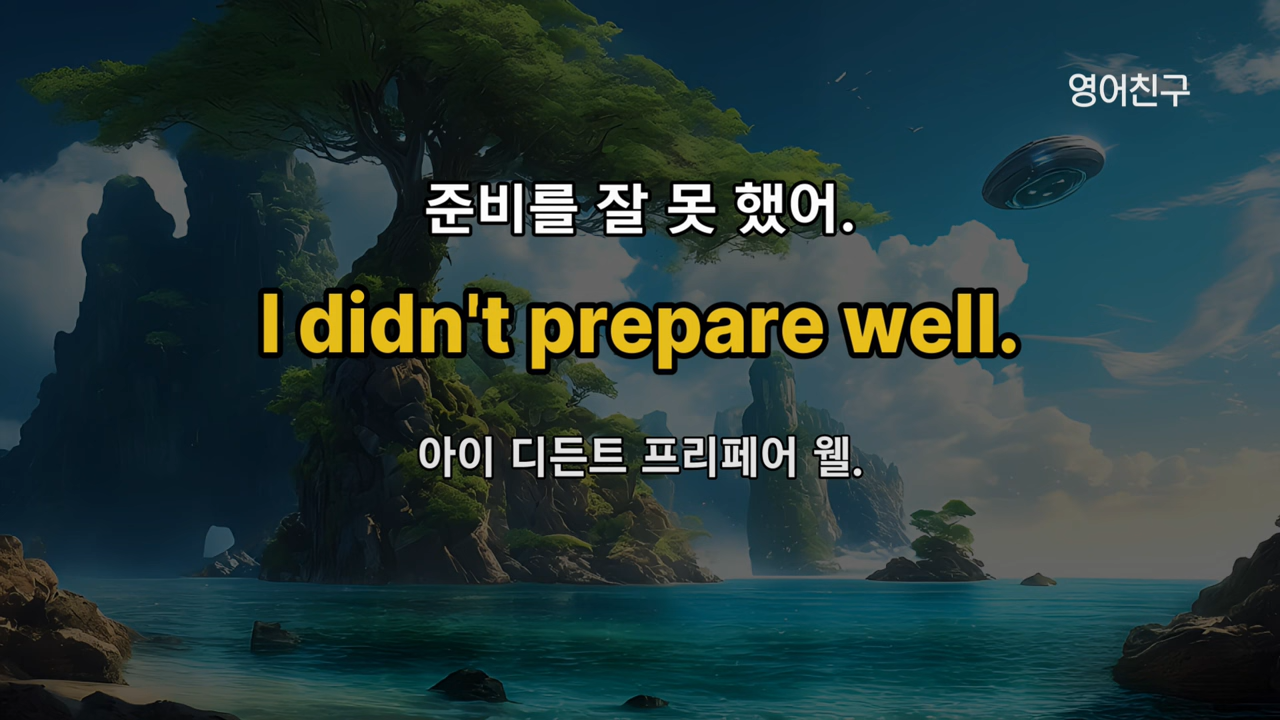 영어친구
준비를 잘 못 했어.
I didn't prepare well.
아이 디든트 프리페어 웰.